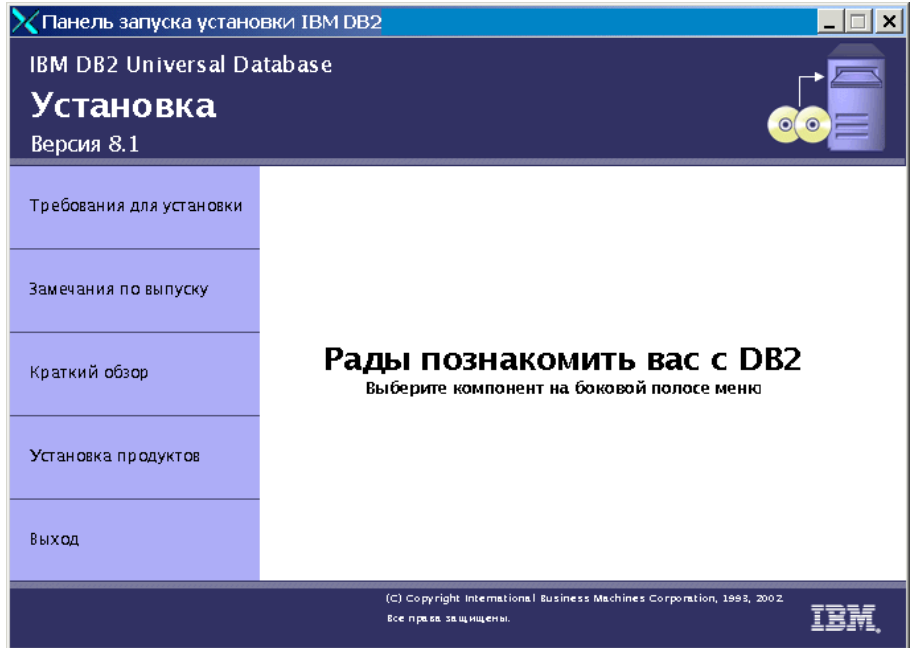 Панель запуска установки IBM DB2
IBM DB2 Universal Database
Установка
Версия 8.1
Требования для установки
Замечания по выпуску
Краткий обзор
Установка продуктов
Выход
Рады познакомить вас с DB2
Выберите компонент на боковой полосе меню
(C) Copyright International Business Machines Corporation, 1993, 2002
Все права защищены.
IBM